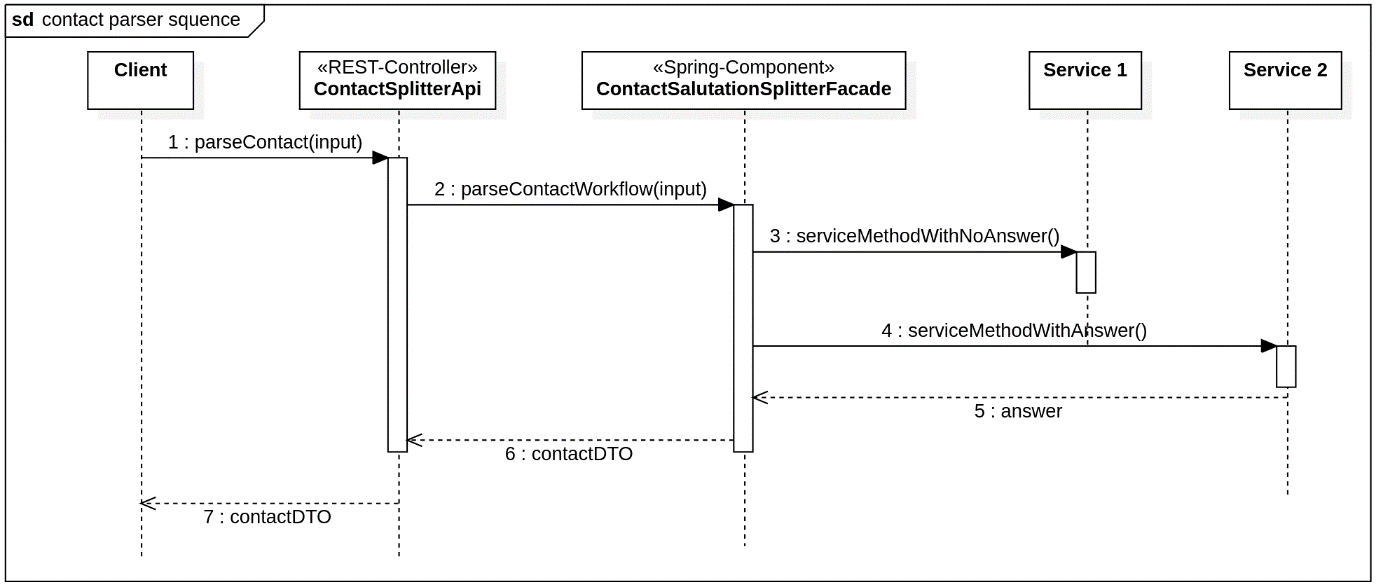 sd contact parser squence
Client
«REST-Controller»
ContactSplitterApi
«Spring-Component»
ContactSalutationSplitterFacade
Service 1
Service 2
1 : parseContact(input)
2 : parseContactWorkflow(input)
3 : serviceMethodWithNoAnswer()
4 : serviceMethodWithAnswer()
5 : answer
6 : contactDTO
7 : contactDTO